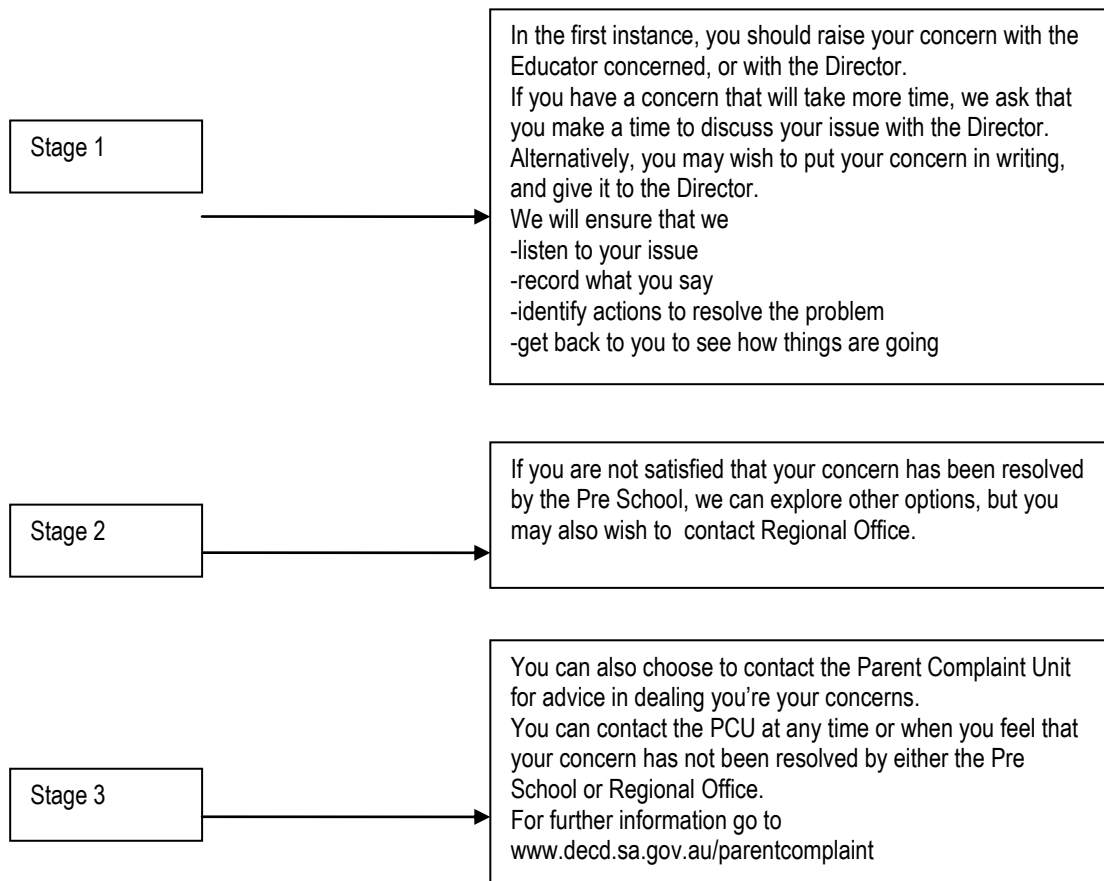 Stage 1
In the first instance, you should raise your concern with the
Educator concerned, or with the Director.
If you have a concern that will take more time, we ask that
you make a time to discuss your issue with the Director.
Alternatively, you may wish to put your concern in writing,
and give it to the Director.
We will ensure that we
-listen to your issue
-record what you say
-identify actions to resolve the problem
-get back to you to see how things are going
Stage 2
If you are not satisfied that your concern has been resolved
by the Pre School, we can explore other options, but you
may also wish to  contact Regional Office.
Stage 3
You can also choose to contact the Parent Complaint Unit
for advice in dealing you're your concerns.
You can contact the PCU at any time or when you feel that
your concern has not been resolved by either the Pre
School or Regional Office.
For further information go to
www.decd.sa.gov.au/parentcomplaint